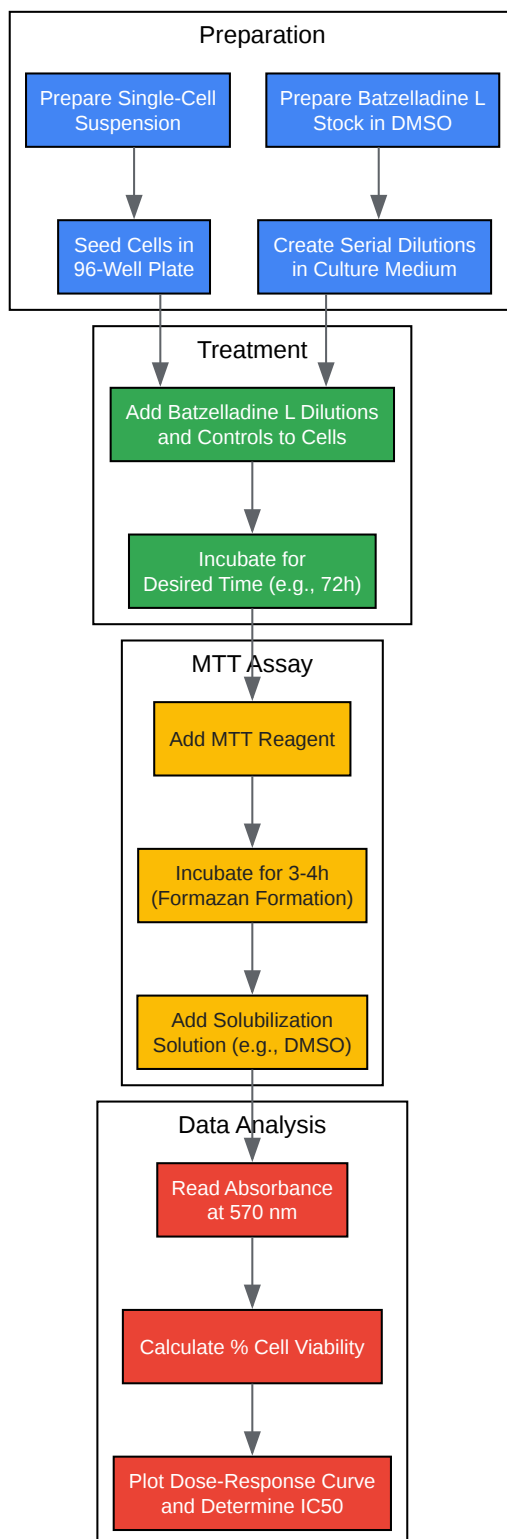 Preparation
Prepare Single-Cell
Suspension
Prepare Batzelladine L
Stock in DMSO
Seed Cells in
96-Well Plate
Create Serial Dilutions
in Culture Medium
Treatment
Add Batzelladine L Dilutions
and Controls to Cells
Incubate for
Desired Time (e.g., 72h)
MTT Assay
Add MTT Reagent
Incubate for 3-4h
(Formazan Formation)
Add Solubilization
Solution (e.g., DMSO)
Data Analysis
Read Absorbance
at 570 nm
Calculate % Cell Viability
Plot Dose-Response Curve
and Determine IC50